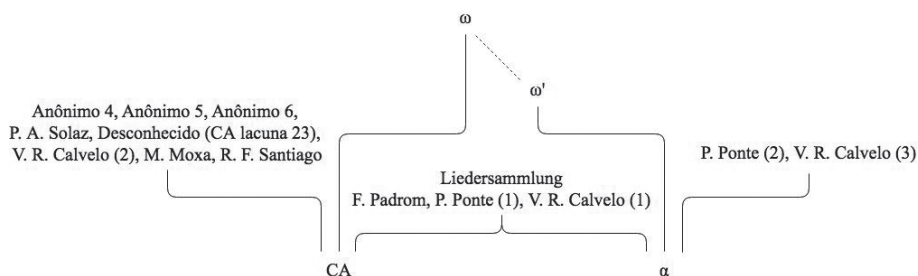 ω
ω'
Anônimo 4, Anônimo 5, Anônimo 6,
P. A. Solaz, Desconhecido (CA lacuna 23),
V. R. Calvelo (2), M. Moxa, R. F. Santiago
P. Ponte (2), V. R. Calvelo (3)
Liedersammlung
F. Padrom, P. Ponte (1), V. R. Calvelo (1)
CA
α